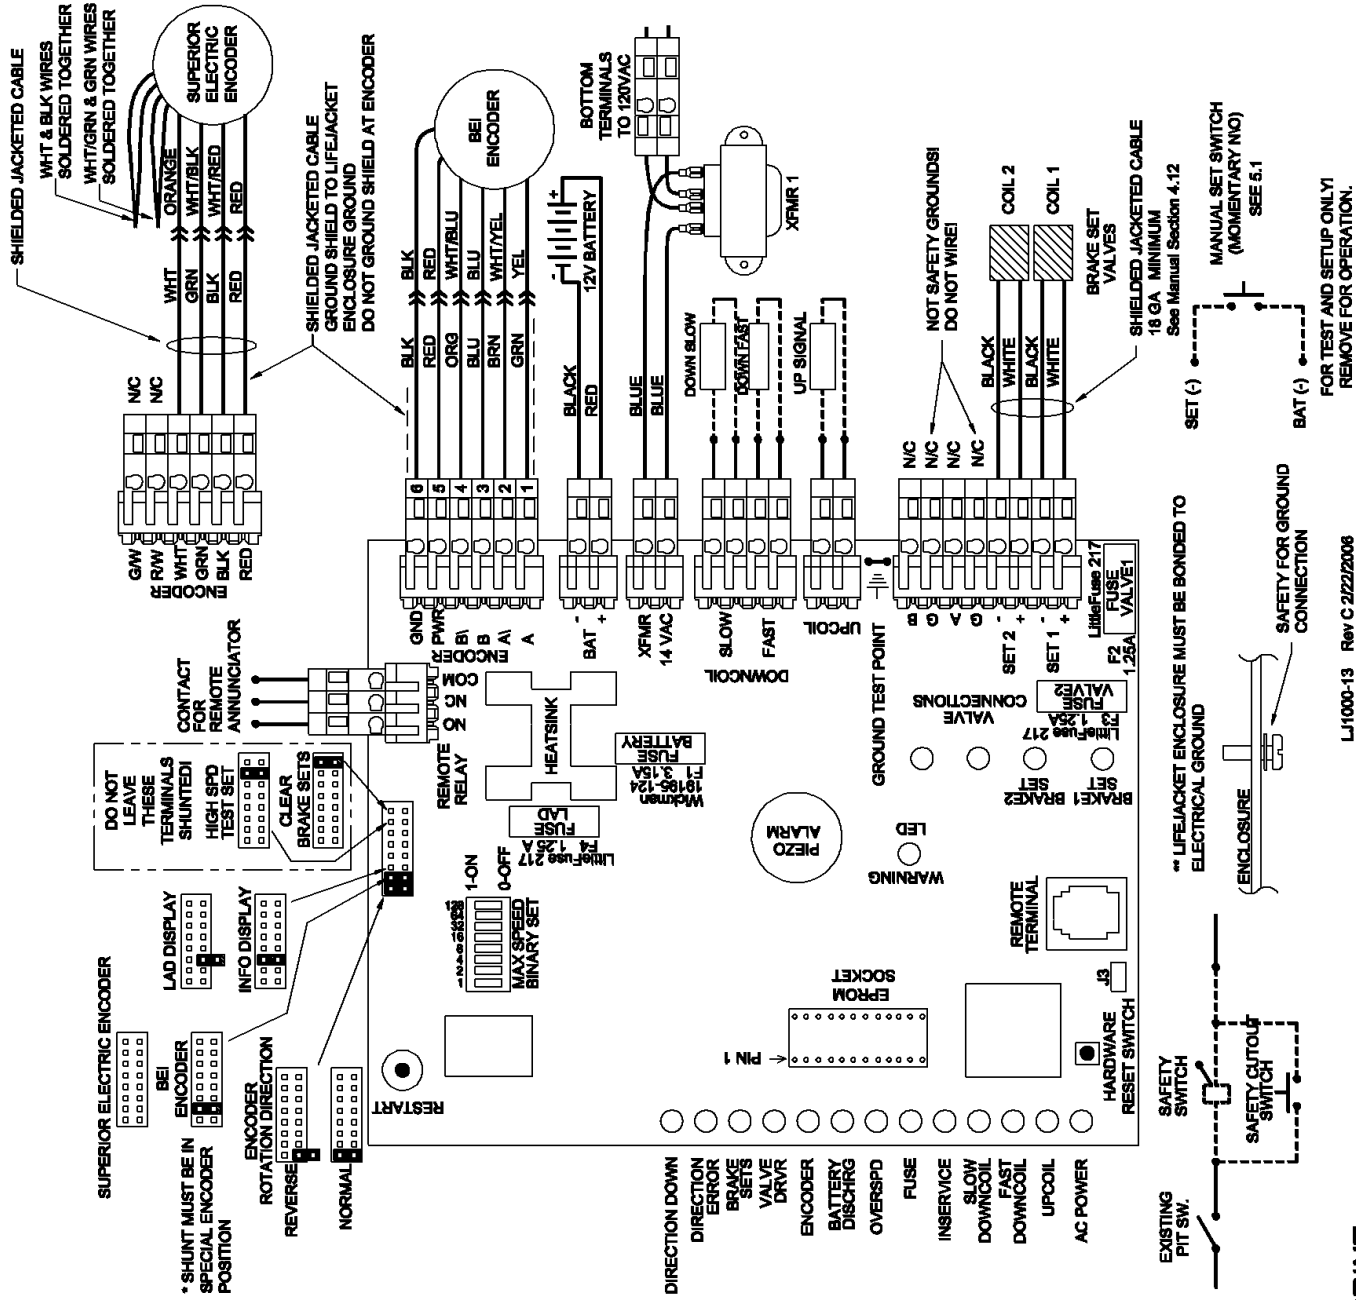 SHIELDED JACKETED CABLE
WHT & BLK WIRES
SOLDERED TOGETHER
WHT/GRN & GRN WIRES
SOLDERED TOGETHER
SUPERIOR
ELECTRIC
ENCODER
ORANGE
WHT/BLK
WHT/RED
RED
WHT
GRN
BLK
RED
N/C
N/C
G/W
R/W
WHT
GRN
BLK
RED
ENCODER
SHIELDED JACKETED CABLE
GROUND SHIELD TO LIFEJACKET
ENCLOSURE GROUND
DO NOT GROUND SHIELD AT ENCODER
BEI
ENCODER
BLK
RED
WHT/BLU
BLU
WHT/YEL
YEL
BLK
RED
ORG
BLU
BRN
GRN
6
5
4
3
2
1
GND
PWR
B\
B
A\
A
ENCODER
12V BATTERY
BLACK
RED
- 
+
BAT
BOTTOM
TERMINALS
TO 120VAC
XFMR 1
BLUE
BLUE
XFMR
14 VAC
DOWN SLOW
DOWN FAST
UP SIGNAL
SLOW
FAST
DOWNCOIL
UPCOIL
GROUND TEST POINT
NOT SAFETY GROUNDS!
DO NOT WIRE!
N/C
N/C
N/C
N/C
BLACK
WHITE
BLACK
WHITE
COIL 2
COIL 1
BRAKE SET
VALVES
SHIELDED JACKETED CABLE
18 GA MINIMUM
See Manual Section 4.12
B
G
A
G
-
+
-
+
SET 2
SET 1
LittleFuse 217
FUSE
VALVE1
F2
1.25A
FUSE
VALVE2
F3 1.25A
LittleFuse 217
VALVE
CONNECTIONS
BRAKE2
SET
BRAKE1
SET
MANUAL SET SWITCH
(MOMENTARY N\O)
SEE 5.1
SET (-)
BAT (-)
FOR TEST AND SETUP ONLY!
REMOVE FOR OPERATION.
CONTACT
FOR
REMOTE
ANNUNCIATOR
COM
NC
NO
REMOTE
RELAY
HEATSINK
FUSE
BATTERY
F1 3.15A
19195-124
Wickman
FUSE
LAD
F4 1.25 A
LittleFuse 217
PIEZO
ALARM
LED
WARNING
DO NOT
LEAVE
THESE
TERMINALS
SHUNTED!
HIGH SPD
TEST SET
CLEAR
BRAKE SETS
LAD DISPLAY
INFO DISPLAY
SUPERIOR ELECTRIC ENCODER
BEI
ENCODER
* SHUNT MUST BE IN
SPECIAL ENCODER
POSITION
ENCODER
ROTATION DIRECTION
REVERSE
NORMAL
1-ON
0-OFF
128
64
32
16
8
4
2
1
MAX SPEED
BINARY SET
RESTART
PIN 1
EPROM
SOCKET
REMOTE
TERMINAL
J3
HARDWARE
RESET SWITCH
DIRECTION DOWN
DIRECTION
ERROR
BRAKE
SETS
VALVE
DRVR
ENCODER
BATTERY
DISCHRG
OVERSPD
FUSE
INSERVICE
SLOW
DOWNCOIL
FAST
DOWNCOIL
UPCOIL
AC POWER
** LIFEJACKET ENCLOSURE MUST BE BONDED TO
ELECTRICAL GROUND
ENCLOSURE
SAFETY FOR GROUND
CONNECTION
EXISTING
PIT SW.
SAFETY
SWITCH
SAFETY CUTOUT
SWITCH
LJ1000-13 Rev C 2/22/2006